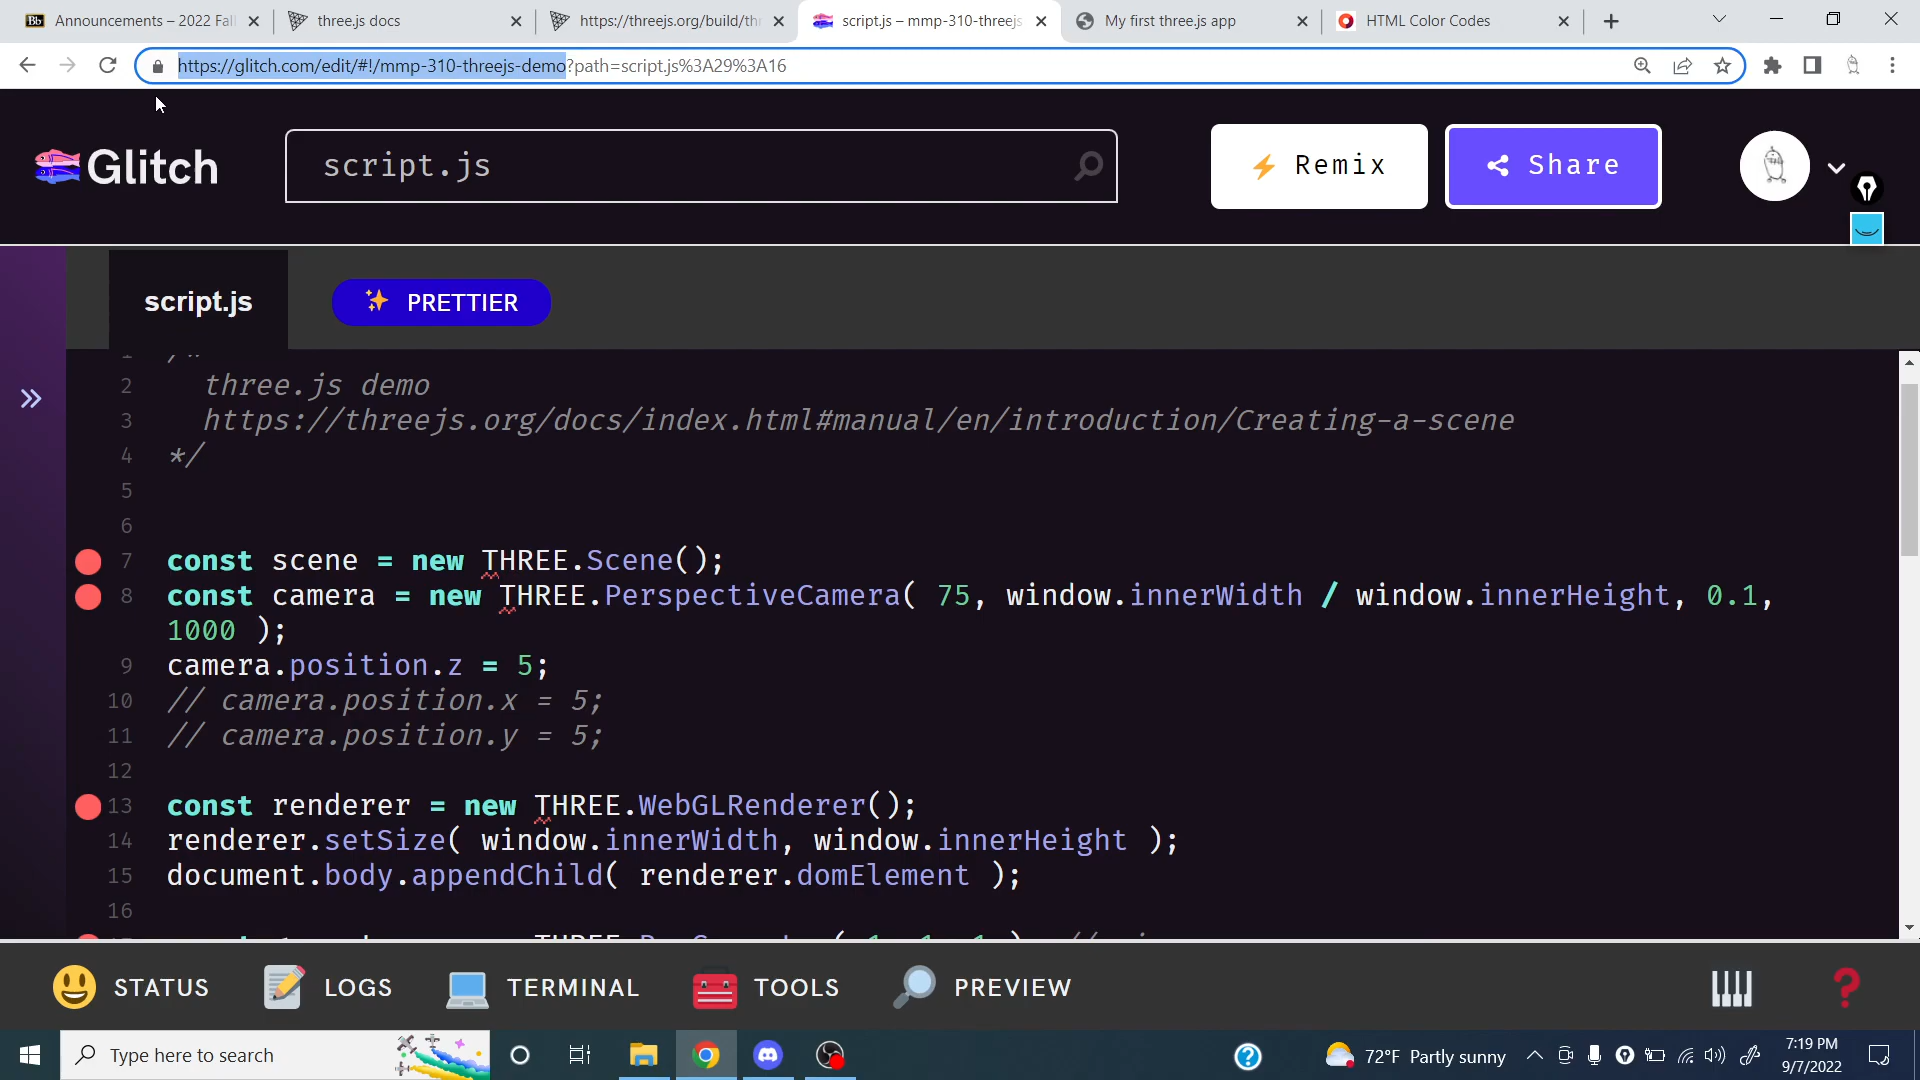 Announcements – 2022 Fal
three.js docs
https://threejs.org/build/thr
script.js – mmp-310-threejs
My first three.js app
HTML Color Codes
https://glitch.com/edit/#!/mmp-310-threejs-demo?path=script.js%3A29%3A16
Glitch
script.js
Remix
Share
script.js
PRETTIER
2 three.js demo
3 https://threejs.org/docs/index.html#manual/en/introduction/Creating-a-scene
4 */
5
6
7 const scene = new THREE.Scene();
8 const camera = new THREE.PerspectiveCamera( 75, window.innerWidth / window.innerHeight, 0.1,
1000 );
9 camera.position.z = 5;
10 // camera.position.x = 5;
11 // camera.position.y = 5;
12
13 const renderer = new THREE.WebGLRenderer();
14 renderer.setSize( window.innerWidth, window.innerHeight );
15 document.body.appendChild( renderer.domElement );
16
STATUS
LOGS
TERMINAL
TOOLS
PREVIEW
Type here to search
72°F Partly sunny
7:19 PM
9/7/2022